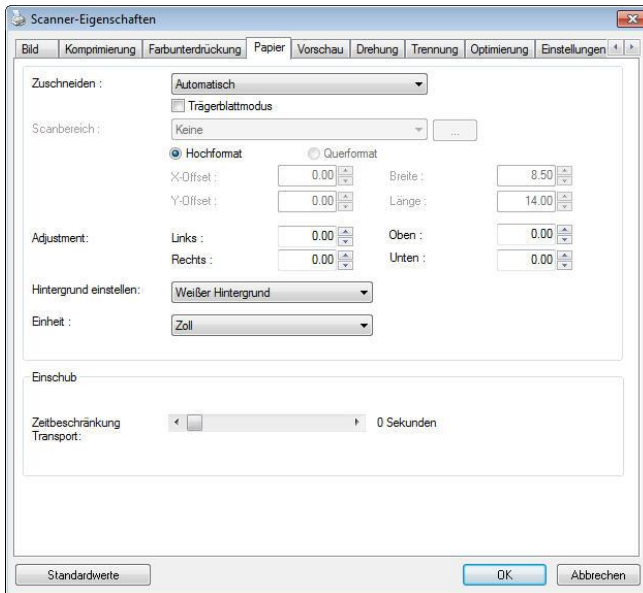 Scanner-Eigenschaften
Bild Komprimierung Farbunterdrückung Papier Vorschau Drehung Trennung Optimierung Einstellungen
Zuschneiden : Automatisch
Trägerblattmodus
Scanbereich : Keine ...
Hochformat Querformat
X-Offset : 0.00 Breite : 8.50
Y-Offset : 0.00 Länge : 14.00
Adjustment: Links : 0.00 Oben : 0.00
Rechts : 0.00 Unten : 0.00
Hintergrund einstellen: Weißer Hintergrund
Einheit : Zoll
Einschub
Zeitbeschränkung 0 Sekunden
Transport:
Standardwerte OK Abbrechen